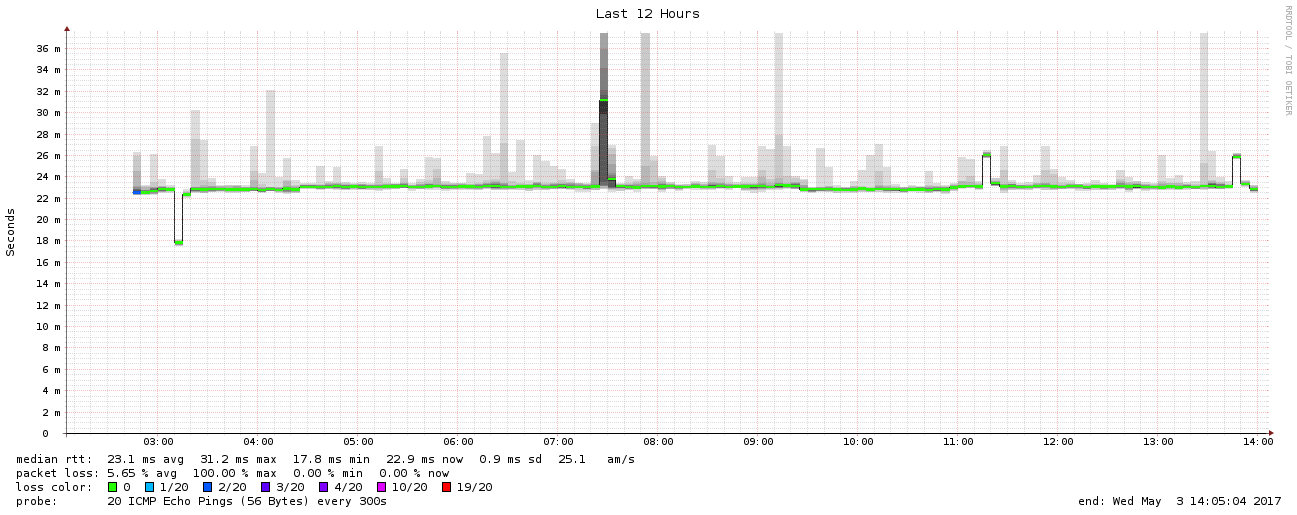 Last 12 Hours
RRDTOOL / TOBI OETIKER
Seconds
36 m
34 m
32 m
30 m
28 m
26 m
24 m
22 m
20 m
18 m
16 m
14 m
12 m
10 m
8 m
6 m
4 m
2 m
0
03:00 04:00 05:00 06:00 07:00 08:00 09:00 10:00 11:00 12:00 13:00 14:00
median rtt: 23.1 ms avg 31.2 ms max 17.8 ms min 22.9 ms now 0.9 ms sd 25.1 am/s
packet loss: 5.65 % avg 100.00 % max 0.00 % min 0.00 % now
loss color: 0 1/20 2/20 3/20 4/20 10/20 19/20
probe: 20 ICMP Echo Pings (56 Bytes) every 300s end: Wed May 3 14:05:04 2017